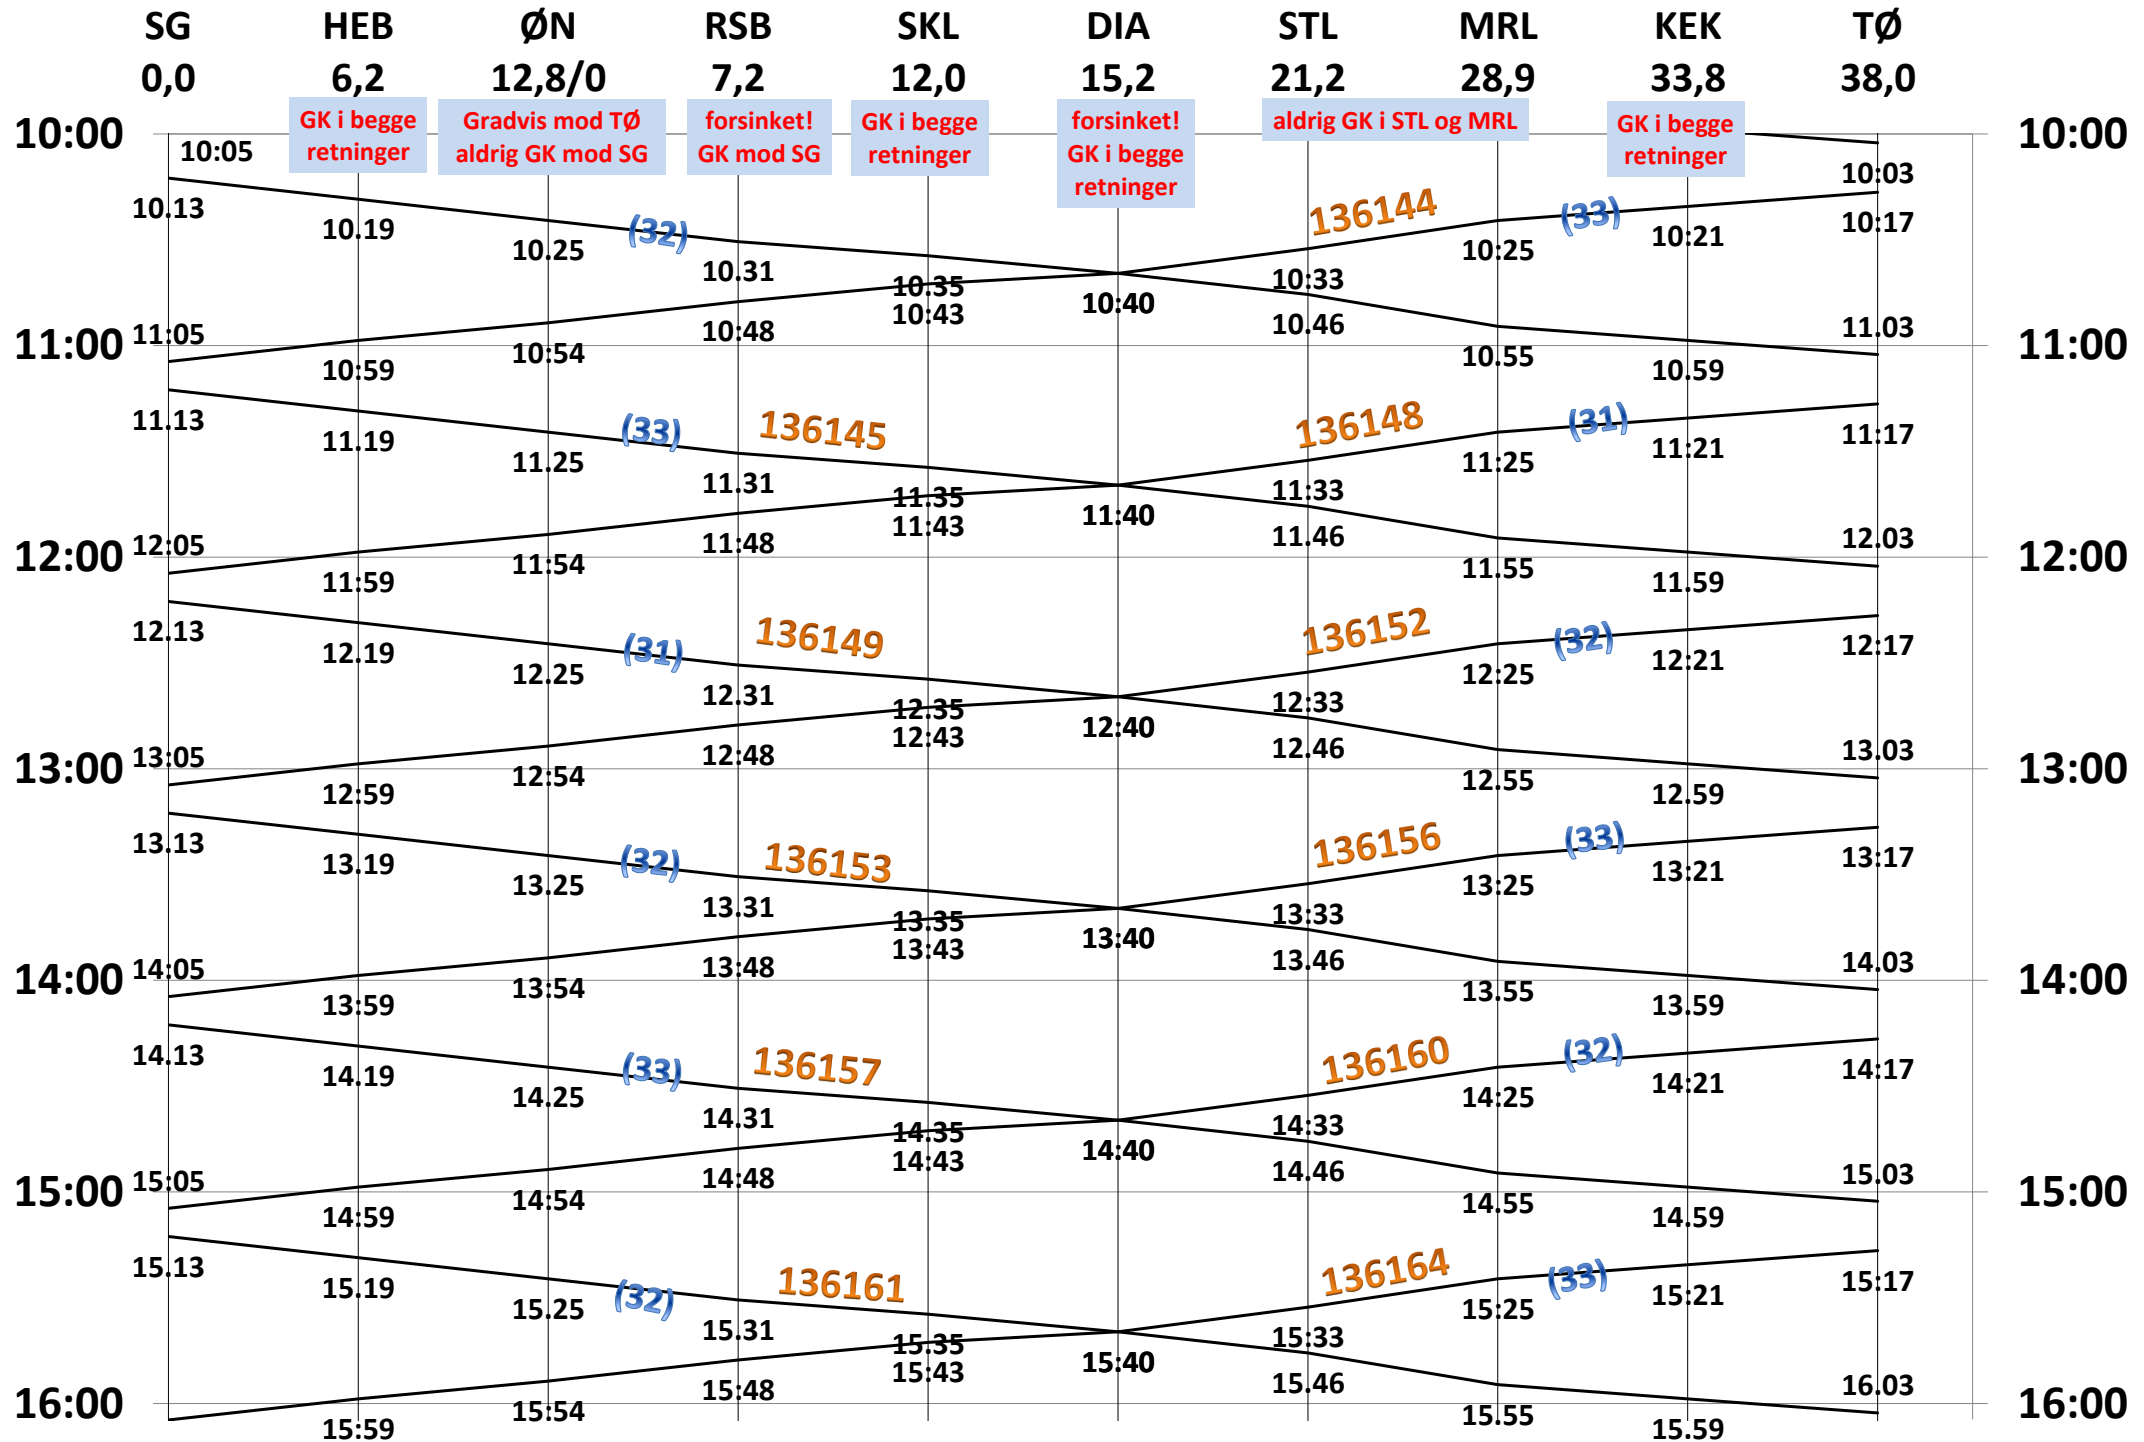 SG HEB ØN RSB SKL DIA STL MRL KEK TØ
0,0 6,2 12,8/0 7,2 12,0 15,2 21,2 28,9 33,8 38,0
GK i begge
retninger
Gradvis mod TØ
aldrig GK mod SG
forsinket!
GK mod SG
GK i begge
retninger
forsinket!
GK i begge
retninger
aldrig GK i STL og MRL
GK i begge
retninger
10:00 10:00
10:05 10:03
10.13 10.19 10.25 (32) 10.31 10.35 10:40 10:33 136144 10:25 (33) 10:21 10:17
11:05 10:59 10:54 10:48 10:43 10.46 10.55 10.59 11.03
11:00 11:00
11.13 11.19 11.25 (33) 11.31 136145 11.35 11:40 11:33 136148 11:25 (31) 11:21 11:17
12:05 11:59 11:54 11:48 11:43 11.46 11.55 11.59 12.03
12:00 12:00
12.13 12.19 12.25 (31) 12.31 136149 12.35 12:40 12:33 136152 12:25 (32) 12:21 12:17
13:05 12:59 12:54 12:48 12:43 12.46 12.55 12.59 13.03
13:00 13:00
13.13 13.19 13.25 (32) 13.31 136153 13.35 13:40 13:33 136156 13:25 (33) 13:21 13:17
14:05 13:59 13:54 13:48 13:43 13.46 13.55 13.59 14.03
14:00 14:00
14.13 14.19 14.25 (33) 14.31 136157 14.35 14:40 14:33 136160 14:25 (32) 14:21 14:17
15:05 14:59 14:54 14:48 14:43 14.46 14.55 14.59 15.03
15:00 15:00
15.13 15.19 15.25 (32) 15.31 136161 15.35 15:40 15:33 136164 15:25 (33) 15:21 15:17
15:59 15:54 15:48 15:43 15.46 15.55 15.59 16.03
16:00 16:00